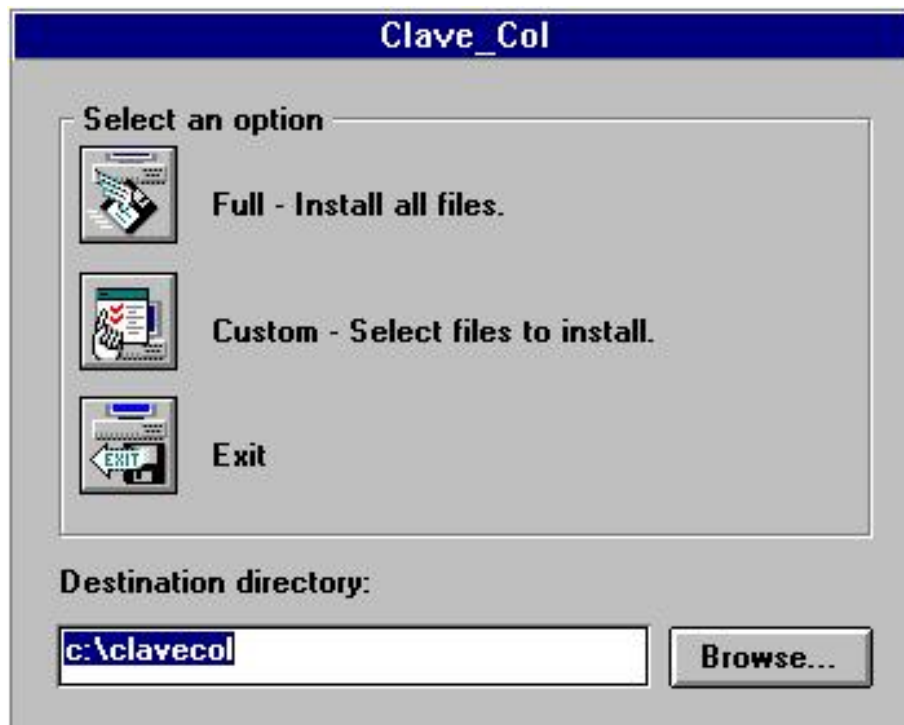 Clave_Col
Select an option
Full - Install all files.
Custom - Select files to install.
EXIT
Exit
Destination directory:
c:\clavecol
Browse...